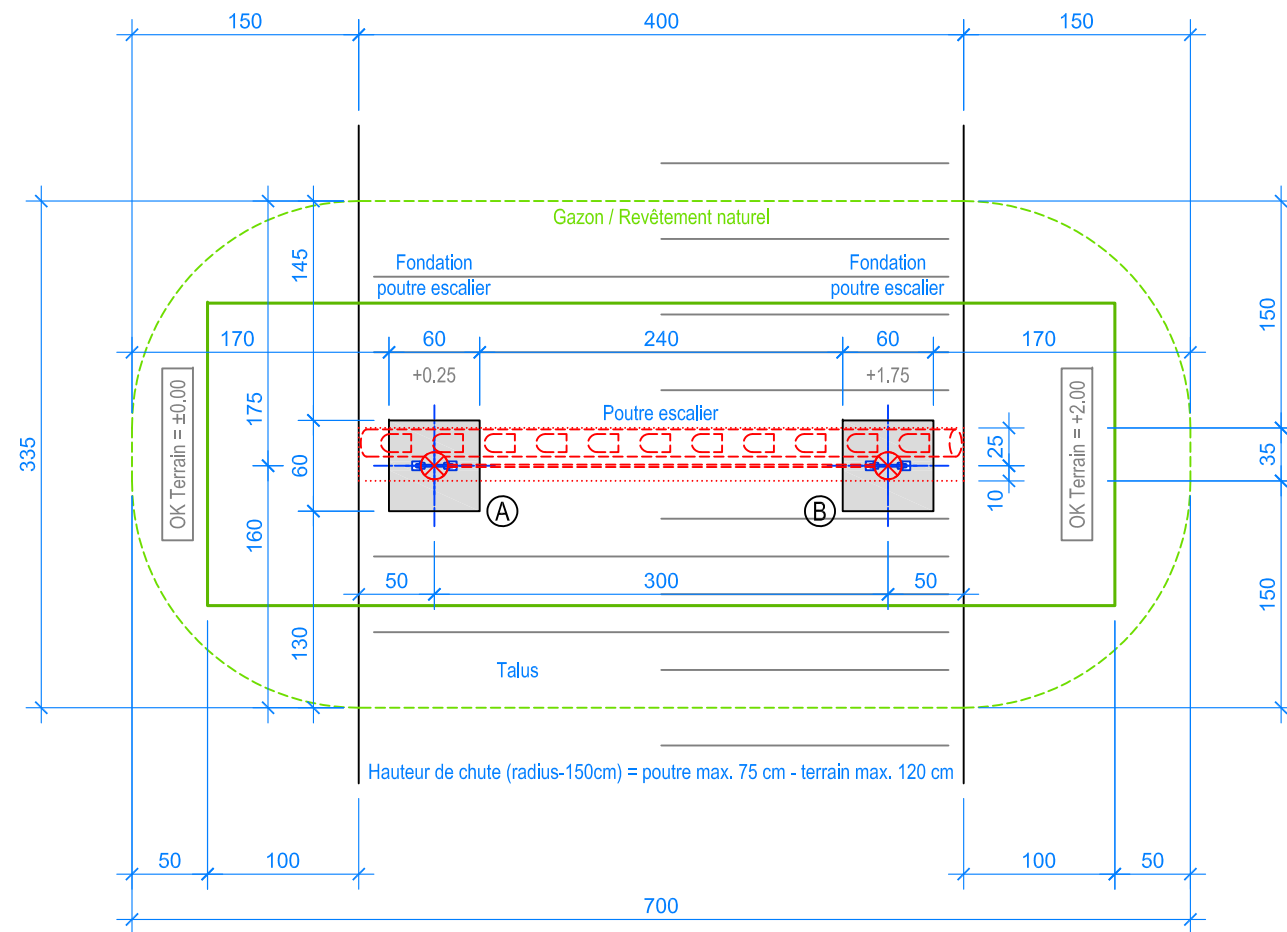 150
400
150
Gazon / Revêtement naturel
145
Fondation
poutre escalier
Fondation
poutre escalier
150
170
60
240
60
170
+0.25
+1.75
OK Terrain = ±0.00
175
Poutre escalier
OK Terrain = +2.00
335
60
25
35
10
A
B
160
50
300
50
150
130
Talus
Hauteur de chute (radius-150cm) = poutre max. 75 cm - terrain max. 120 cm
50
100
100
50
700